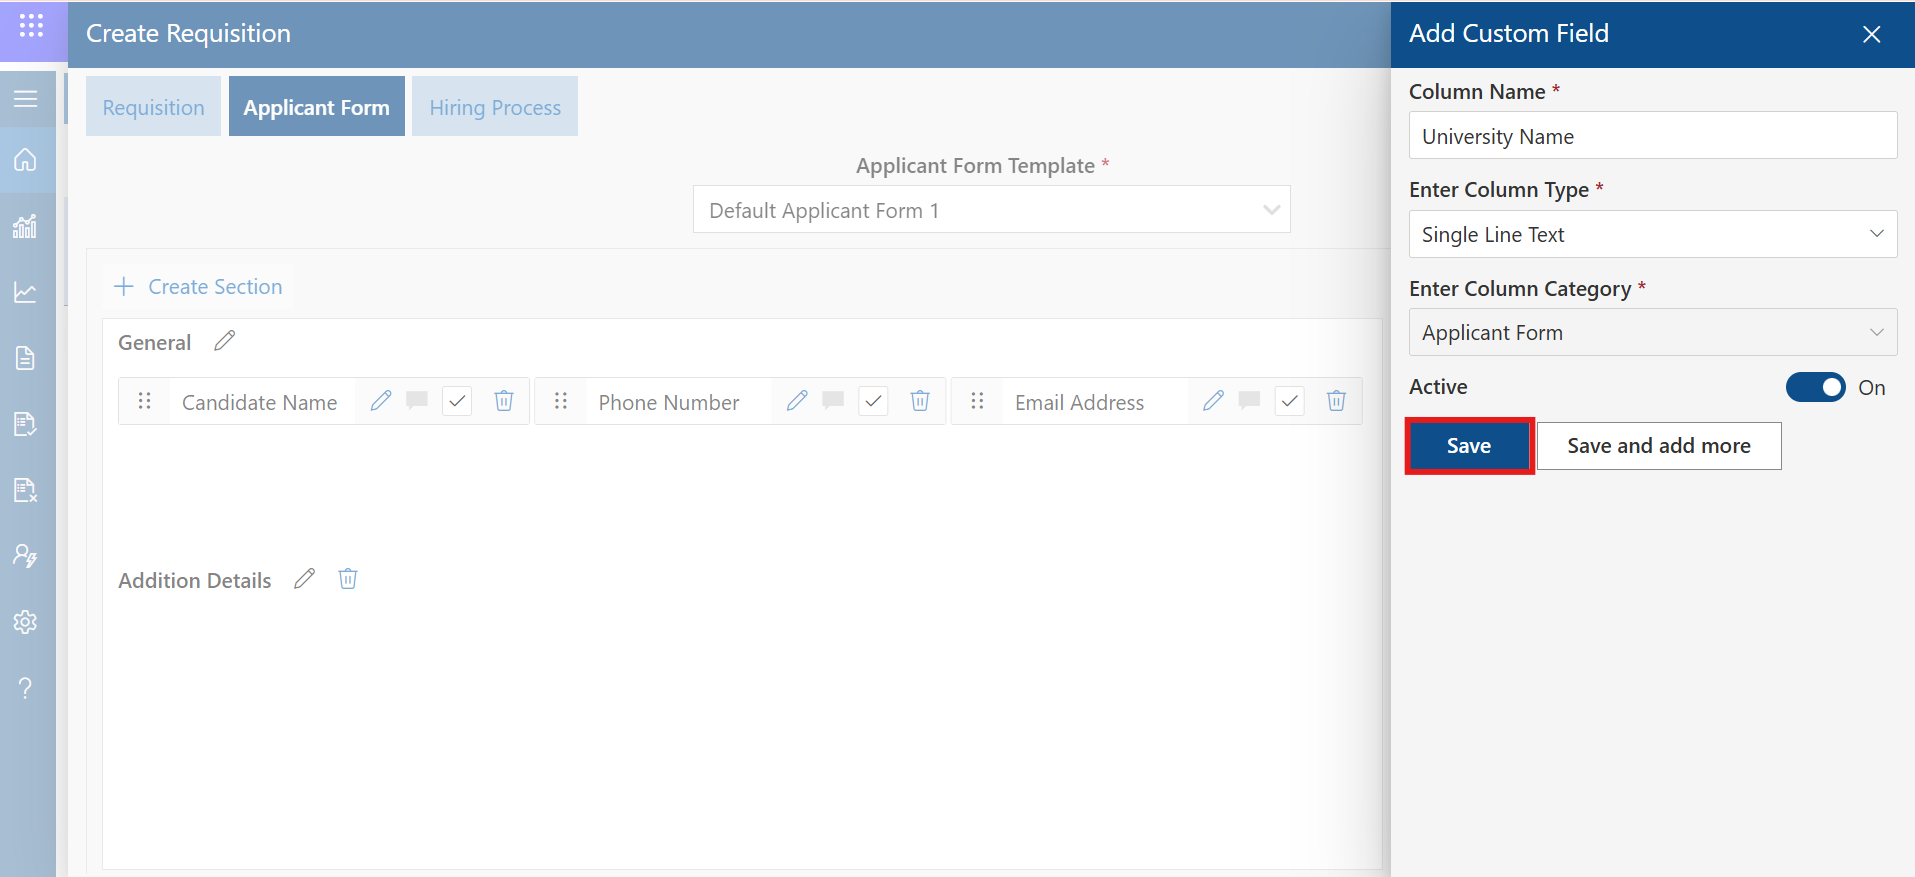 Create Requisition
Requisition
Applicant Form
Hiring Process
Applicant Form Template *
Default Applicant Form 1
Create Section
General
Candidate Name
Phone Number
Email Address
Addition Details
Add Custom Field
Column Name *
University Name
Enter Column Type *
Single Line Text
Enter Column Category *
Applicant Form
Active
On
Save
Save and add more